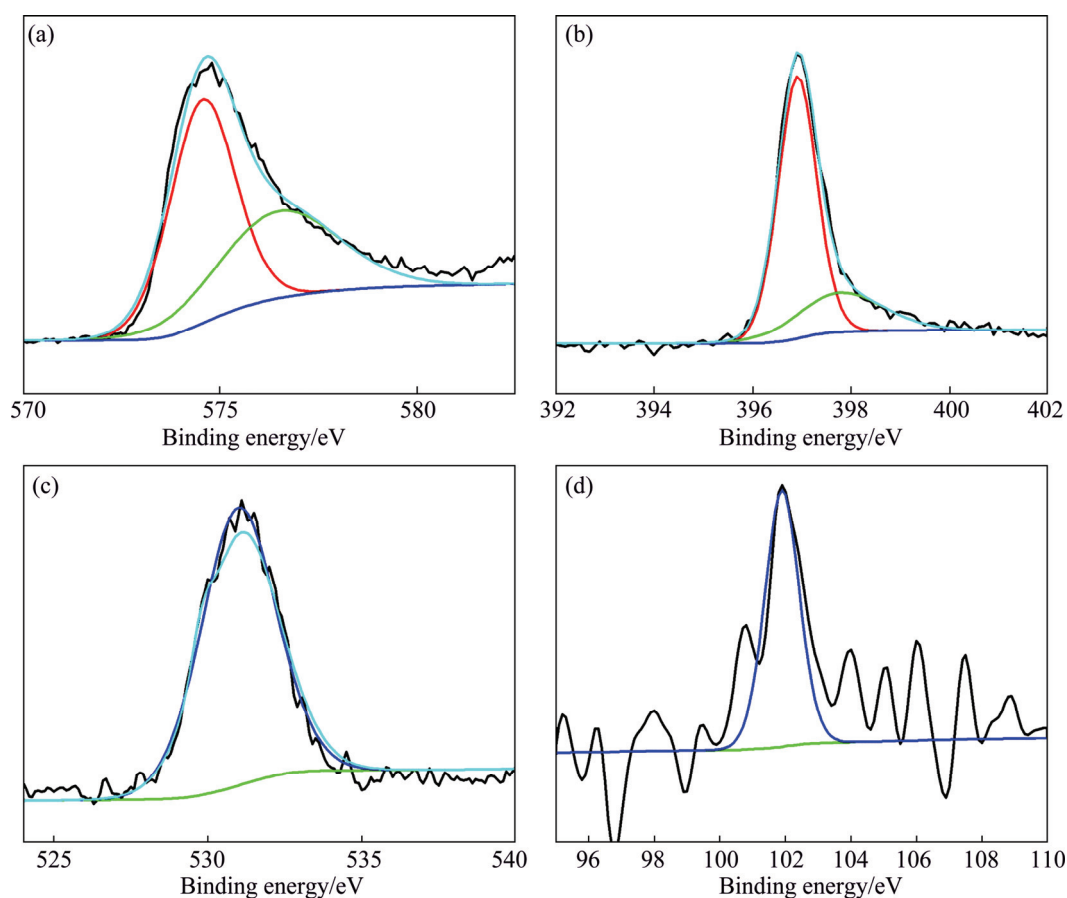 (a)
570 575 580
Binding energy/eV
(b)
392 394 396 398 400 402
Binding energy/eV
(c)
525 530 535 540
Binding energy/eV
(d)
96 98 100 102 104 106 108 110
Binding energy/eV